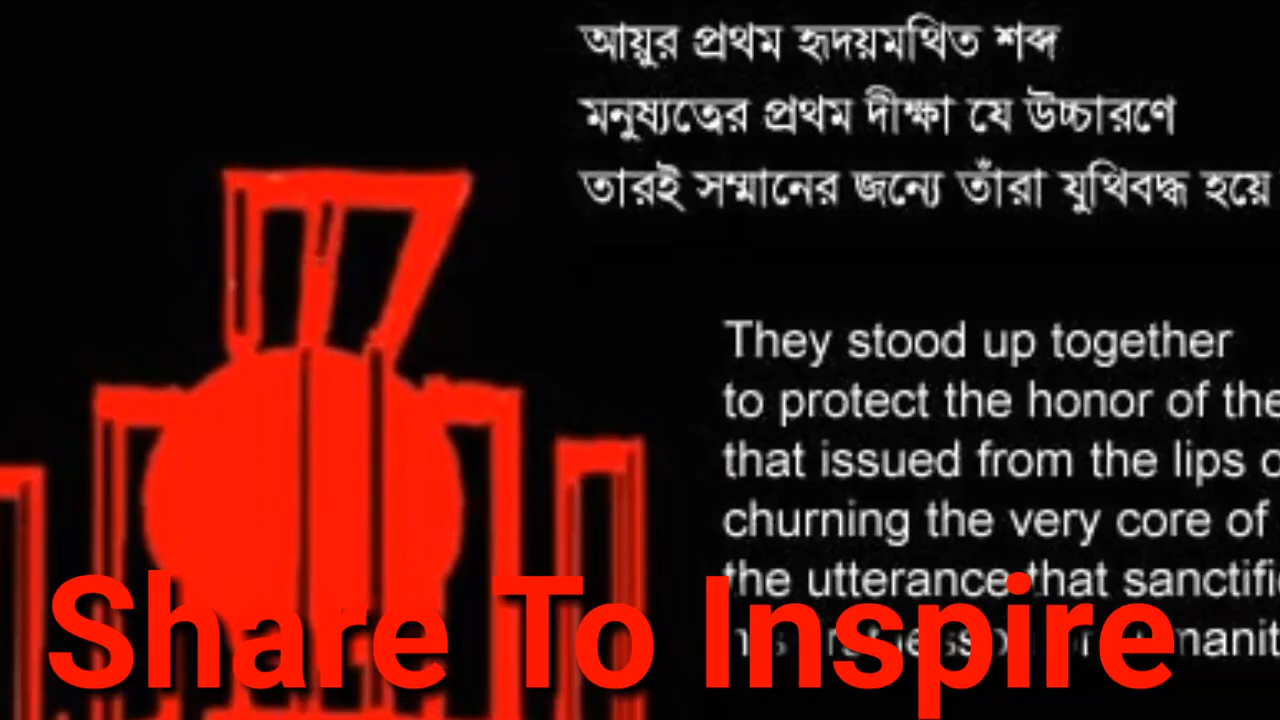 আয়ুর প্রথম হৃদয়মথিত শব্দ
মনুষ্যত্বের প্রথম দীক্ষা যে উচ্চারণে
তারই সম্মানের জন্যে তাঁরা যুথিবদ্ধ হয়ে
They stood up together
to protect the honor of the
that issued from the lips o
churning the very core of
the utterance that sanctifi
Share To Inspire